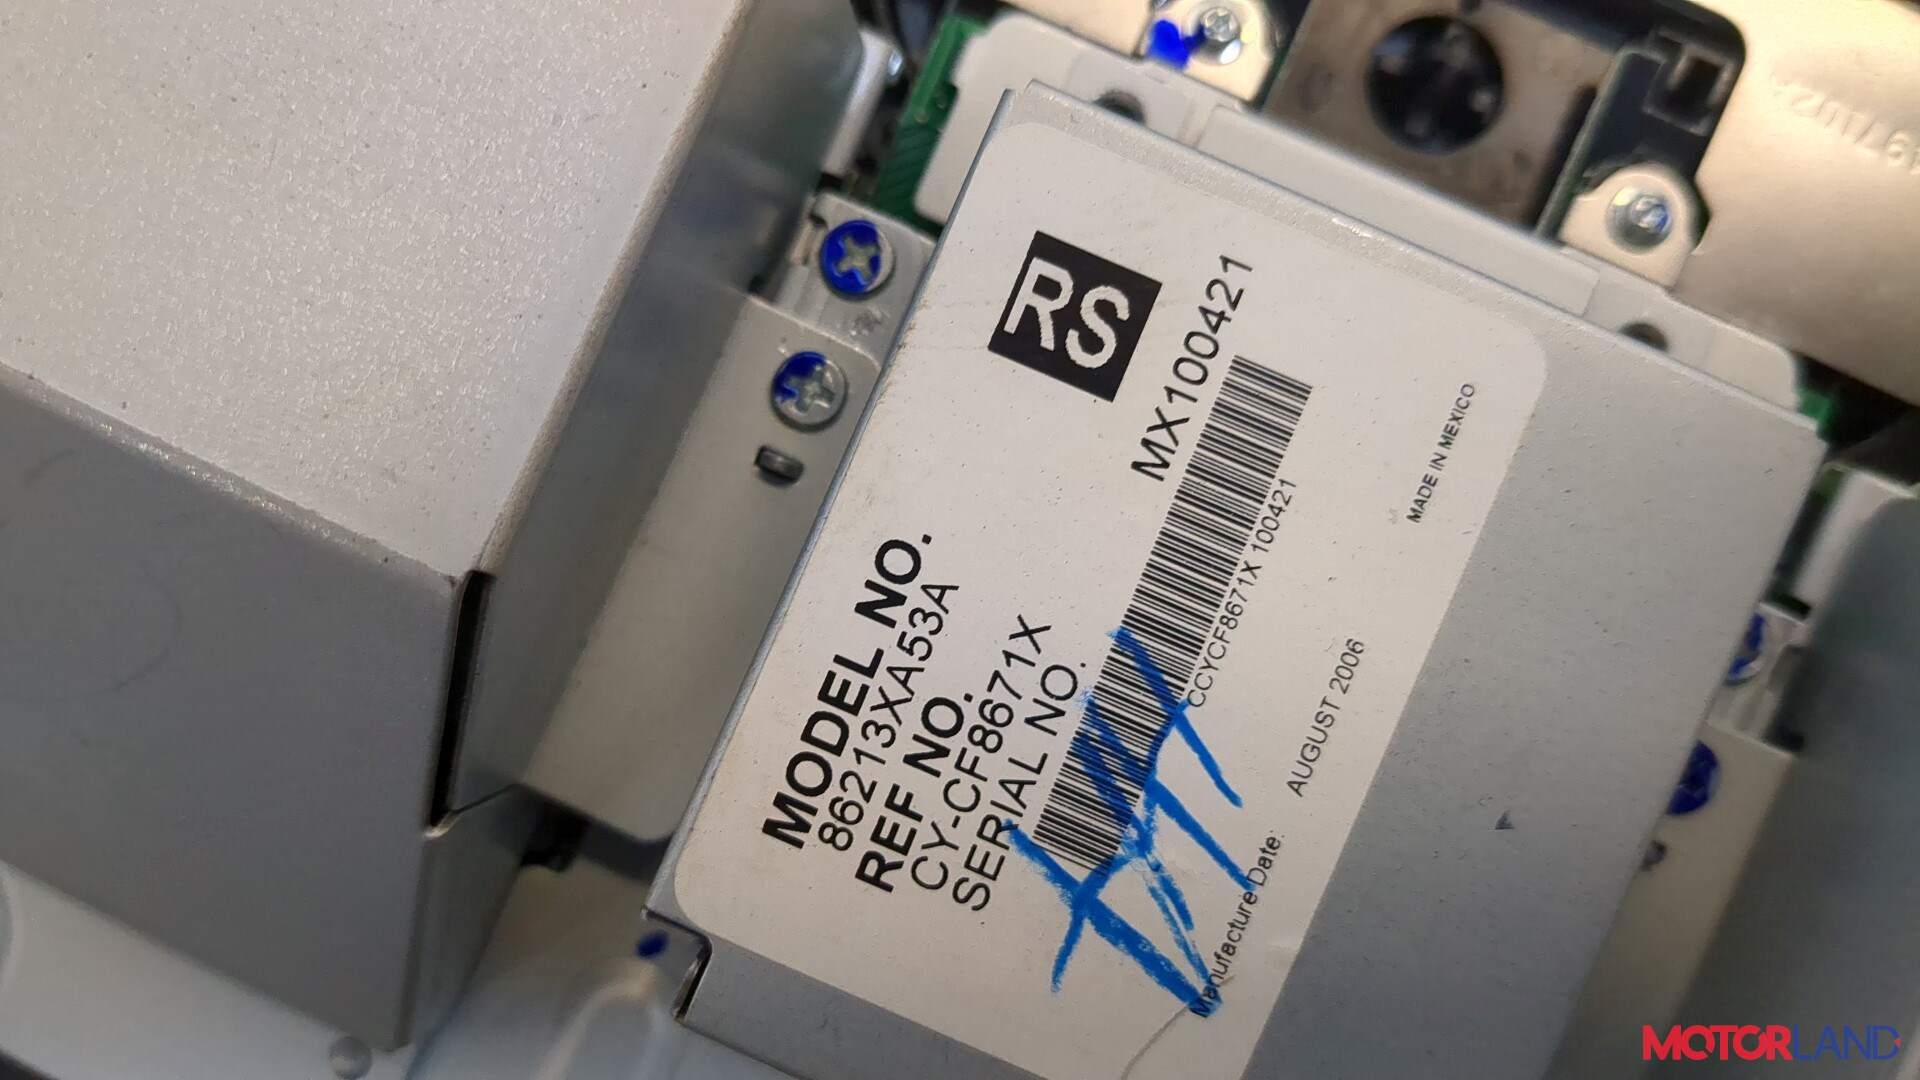 RS
MX100421
MODEL NO.
86213XA53A
REF NO.
CY-CF8671X
SERIAL NO.
CCYCF8671X 100421
MADE IN MEXICO
Manufacture Date: AUGUST 2006
MOTORLAND